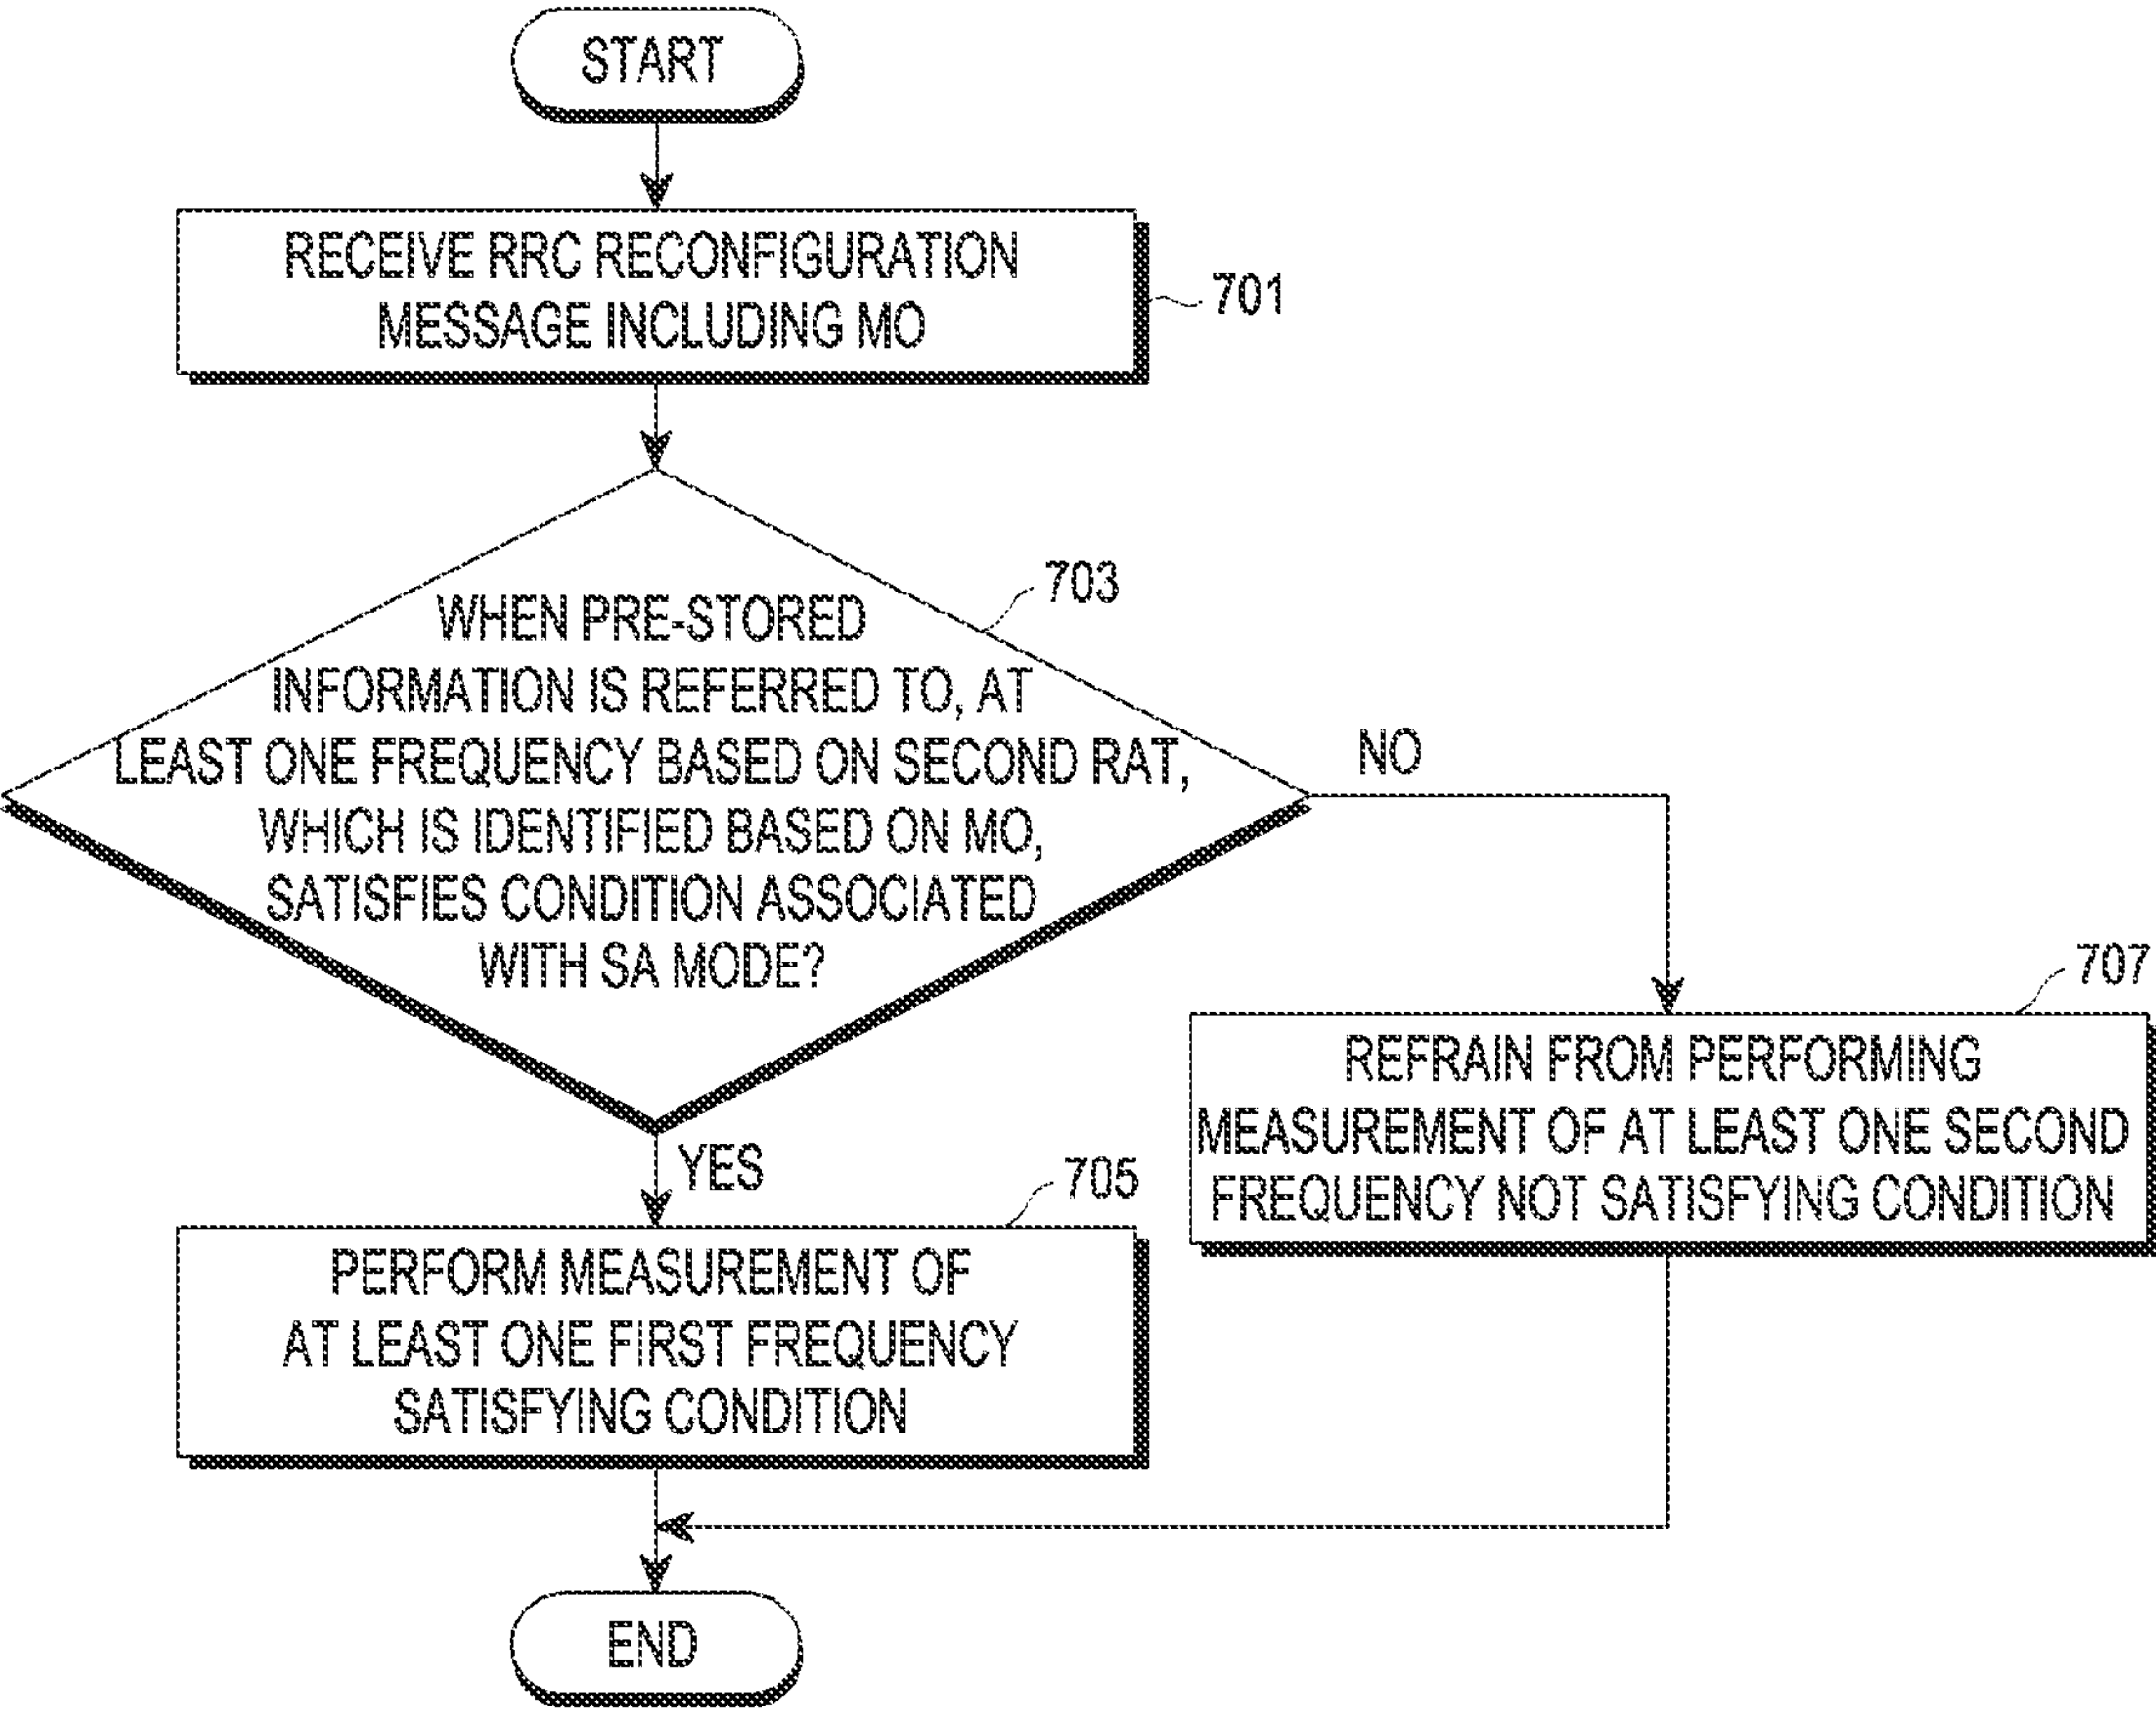 START
RECEIVE RRC RECONFIGURATION
MESSAGE INCLUDING MO
701
703
WHEN PRE-STORED
INFORMATION IS REFERRED TO, AT
LEAST ONE FREQUENCY BASED ON SECOND RAT,
WHICH IS IDENTIFIED BASED ON MO,
SATISFIES CONDITION ASSOCIATED
WITH SA MODE?
NO
707
REFRAIN FROM PERFORMING
MEASUREMENT OF AT LEAST ONE SECOND
FREQUENCY NOT SATISFYING CONDITION
YES
705
PERFORM MEASUREMENT OF
AT LEAST ONE FIRST FREQUENCY
SATISFYING CONDITION
END